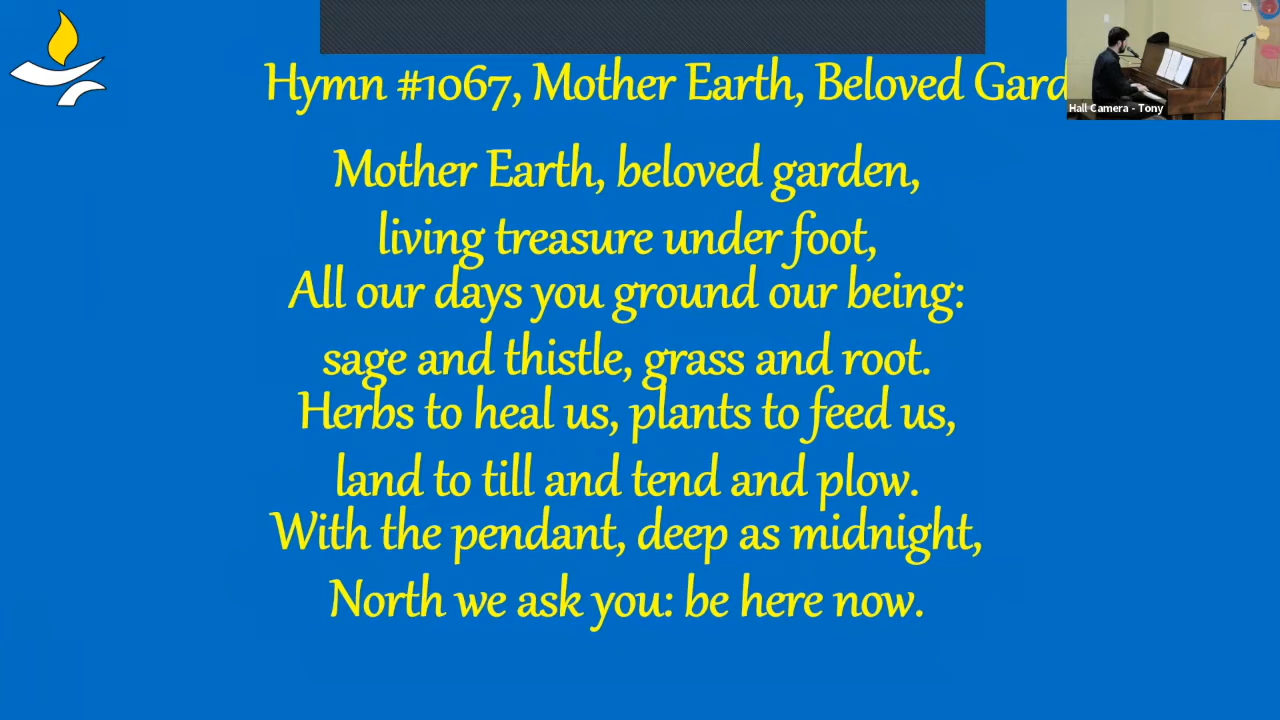 Hymn #1067, Mother Earth, Beloved Gard
Hall Camera - Tony
Mother Earth, beloved garden,
living treasure under foot,
All our days you ground our being:
sage and thistle, grass and root.
Herbs to heal us, plants to feed us,
land to till and tend and plow.
With the pendant, deep as midnight,
North we ask you: be here now.